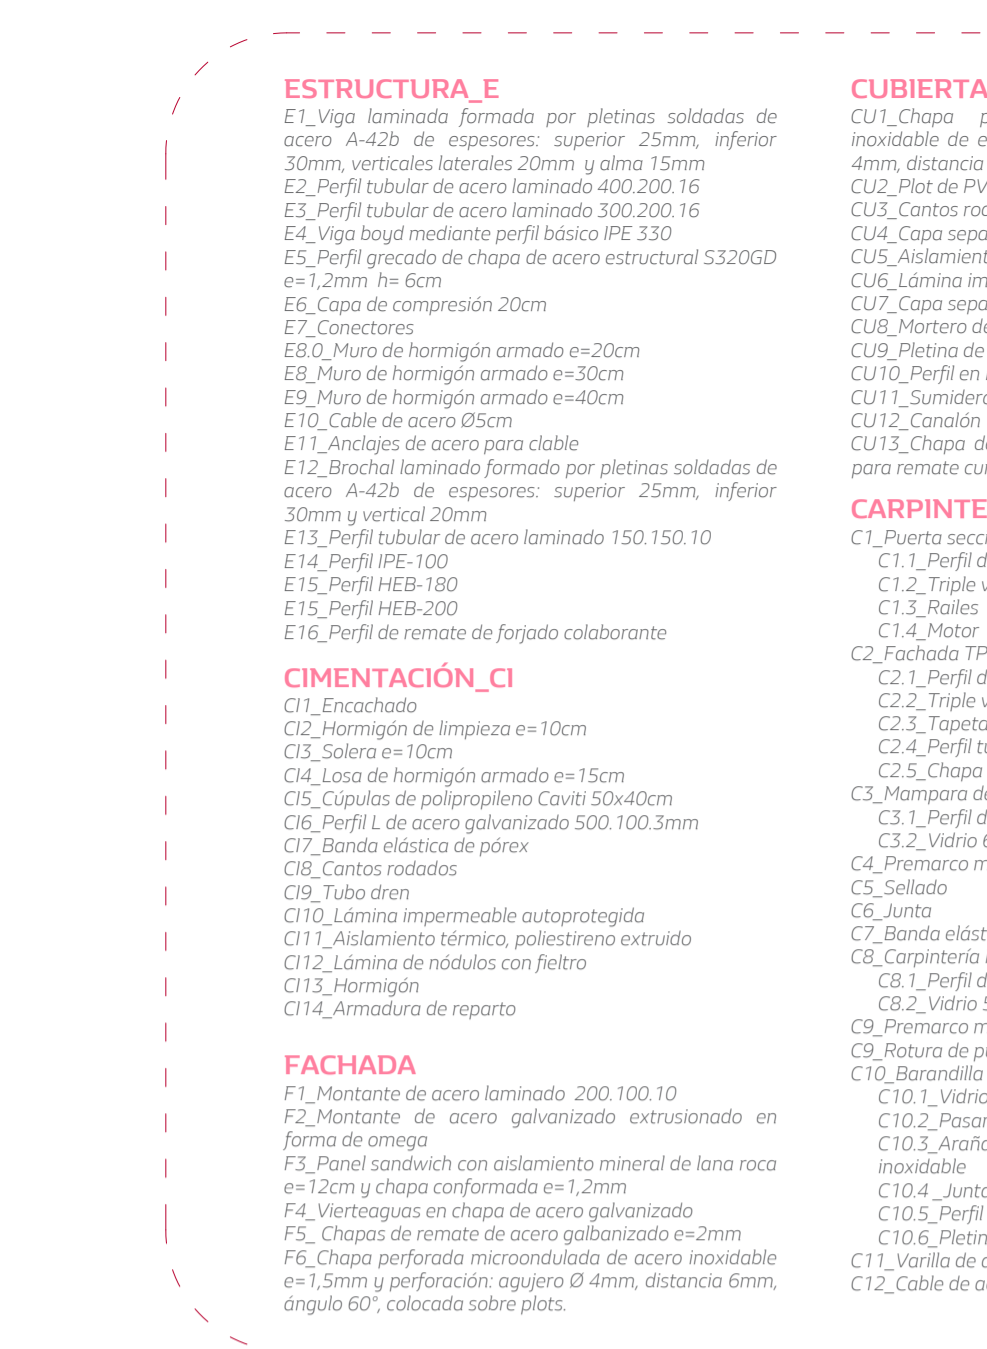 ESTRUCTURA_E
E1_Viga laminada formada por pletinas soldadas de
acero A-42b de espesores: superior 25mm, inferior
30mm, verticales laterales 20mm y alma 15mm
E2_Perfil tubular de acero laminado 400.200.16
E3_Perfil tubular de acero laminado 300.200.16
E4_Viga boyd mediante perfil básico IPE 330
E5_Perfil grecado de chapa de acero estructural S320GD
e=1,2mm h= 6cm
E6_Capa de compresión 20cm
E7_Conectores
E8.0_Muro de hormigón armado e=20cm
E8_Muro de hormigón armado e=30cm
E9_Muro de hormigón armado e=40cm
E10_Cable de acero Ø5cm
E11_Anclajes de acero para clable
E12_Brochal laminado formado por pletinas soldadas de
acero A-42b de espesores: superior 25mm, inferior
30mm y vertical 20mm
E13_Perfil tubular de acero laminado 150.150.10
E14_Perfil IPE-100
E15_Perfil HEB-180
E15_Perfil HEB-200
E16_Perfil de remate de forjado colaborante
CIMENTACIÓN_CI
CI1_Encachado
CI2_Hormigón de limpieza e=10cm
CI3_Solera e=10cm
CI4_Losa de hormigón armado e=15cm
CI5_Cúpulas de polipropileno Caviti 50x40cm
CI6_Perfil L de acero galvanizado 500.100.3mm
CI7_Banda elástica de pórex
CI8_Cantos rodados
CI9_Tubo dren
CI10_Lámina impermeable autoprotegida
CI11_Aislamiento térmico, poliestireno extruido
CI12_Lámina de nódulos con fieltro
CI13_Hormigón
CI14_Armadura de reparto
FACHADA
F1_Montante de acero laminado 200.100.10
F2_Montante de acero galvanizado extrusionado en
forma de omega
F3_Panel sandwich con aislamiento mineral de lana roca
e=12cm y chapa conformada e=1,2mm
F4_Vierteaguas en chapa de acero galvanizado
F5_ Chapas de remate de acero galbanizado e=2mm
F6_Chapa perforada microondulada de acero inoxidable
e=1,5mm y perforación: agujero Ø 4mm, distancia 6mm,
ángulo 60°, colocada sobre plots.
CUBIERTA
CU1_Chapa
inoxidable de
4mm, distancia
CU2_Plot de PV
CU3_Cantos
CU4_Capa sepa
CU5_Aislamient
CU6_Lámina im
CU7_Capa sepa
CU8_Mortero de
CU9_Pletina de
CU10_Perfil en
CU11_Sumidero
CU12_Canalón
CU13_Chapa
para remate
CARPINTE
C1_Puerta secci
C1.1_Perfil d
C1.2_Triple v
C1.3_Railes
C1.4_Motor
C2_Fachada TP
C2.1_Perfil d
C2.2_Triple v
C2.3_Tapeta
C2.4_Perfil tu
C2.5_Chapa
C3_Mampara de
C3.1_Perfil d
C3.2_Vidrio 6
C4_Premarco m
C5_Sellado
C6_Junta
C7_Banda elást
C8_Carpintería
C8.1_Perfil d
C8.2_Vidrio 5
C9_Premarco m
C9_Rotura de pu
C10_Barandilla
C10.1_Vidrio
C10.2_Pasam
C10.3_Araña
inoxidable
C10.4 _Junta
C10.5_Perfil
C10.6_Pletin
C11_Varilla de
C12_Cable de